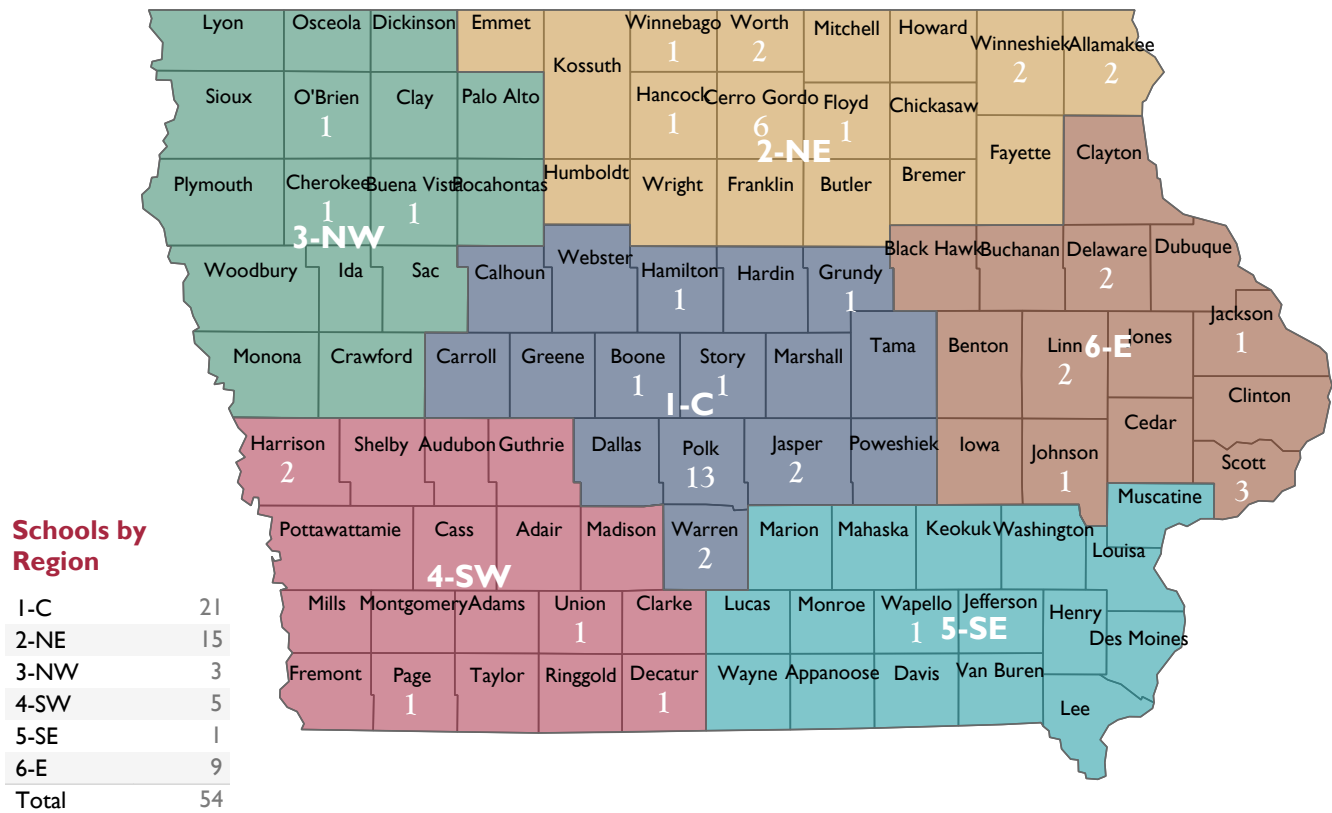 Lyon Osceola Dickinson Emmet Winnebago Worth Mitchell Howard Winneshiek Allamakee
1 2 2 2
Kossuth
Sioux O'Brien Clay Palo Alto Hancock Cerro Gordo Floyd Chickasaw
1 1 6 1
2-NE
Fayette Clayton
Plymouth Cherokee Buena Vista Pocahontas Humboldt Wright Franklin Butler Bremer
1 1
3-NW
Black Hawk Buchanan Delaware Dubuque
2
Woodbury Ida Sac Calhoun Webster Hamilton Hardin Grundy
1 1
Jackson
1
Monona Crawford Carroll Greene Boone Story Marshall Tama Benton Linn Jones
1 1 2
6-E
1-C
Clinton
Cedar
Harrison Shelby Audubon Guthrie Dallas Polk Jasper Poweshiek Iowa Johnson Scott
2 13 2 1 3
Muscatine
Pottawattamie Cass Adair Madison Warren Marion Mahaska Keokuk Washington
2
Louisa
4-SW
Mills Montgomery Adams Union Clarke Lucas Monroe Wapello Jefferson Henry
1 1
5-SE
Des Moines
Fremont Page Taylor Ringgold Decatur Wayne Appanoose Davis Van Buren
1 1
Lee
Schools by
Region
1-C 21
2-NE 15
3-NW 3
4-SW 5
5-SE 1
6-E 9
Total 54